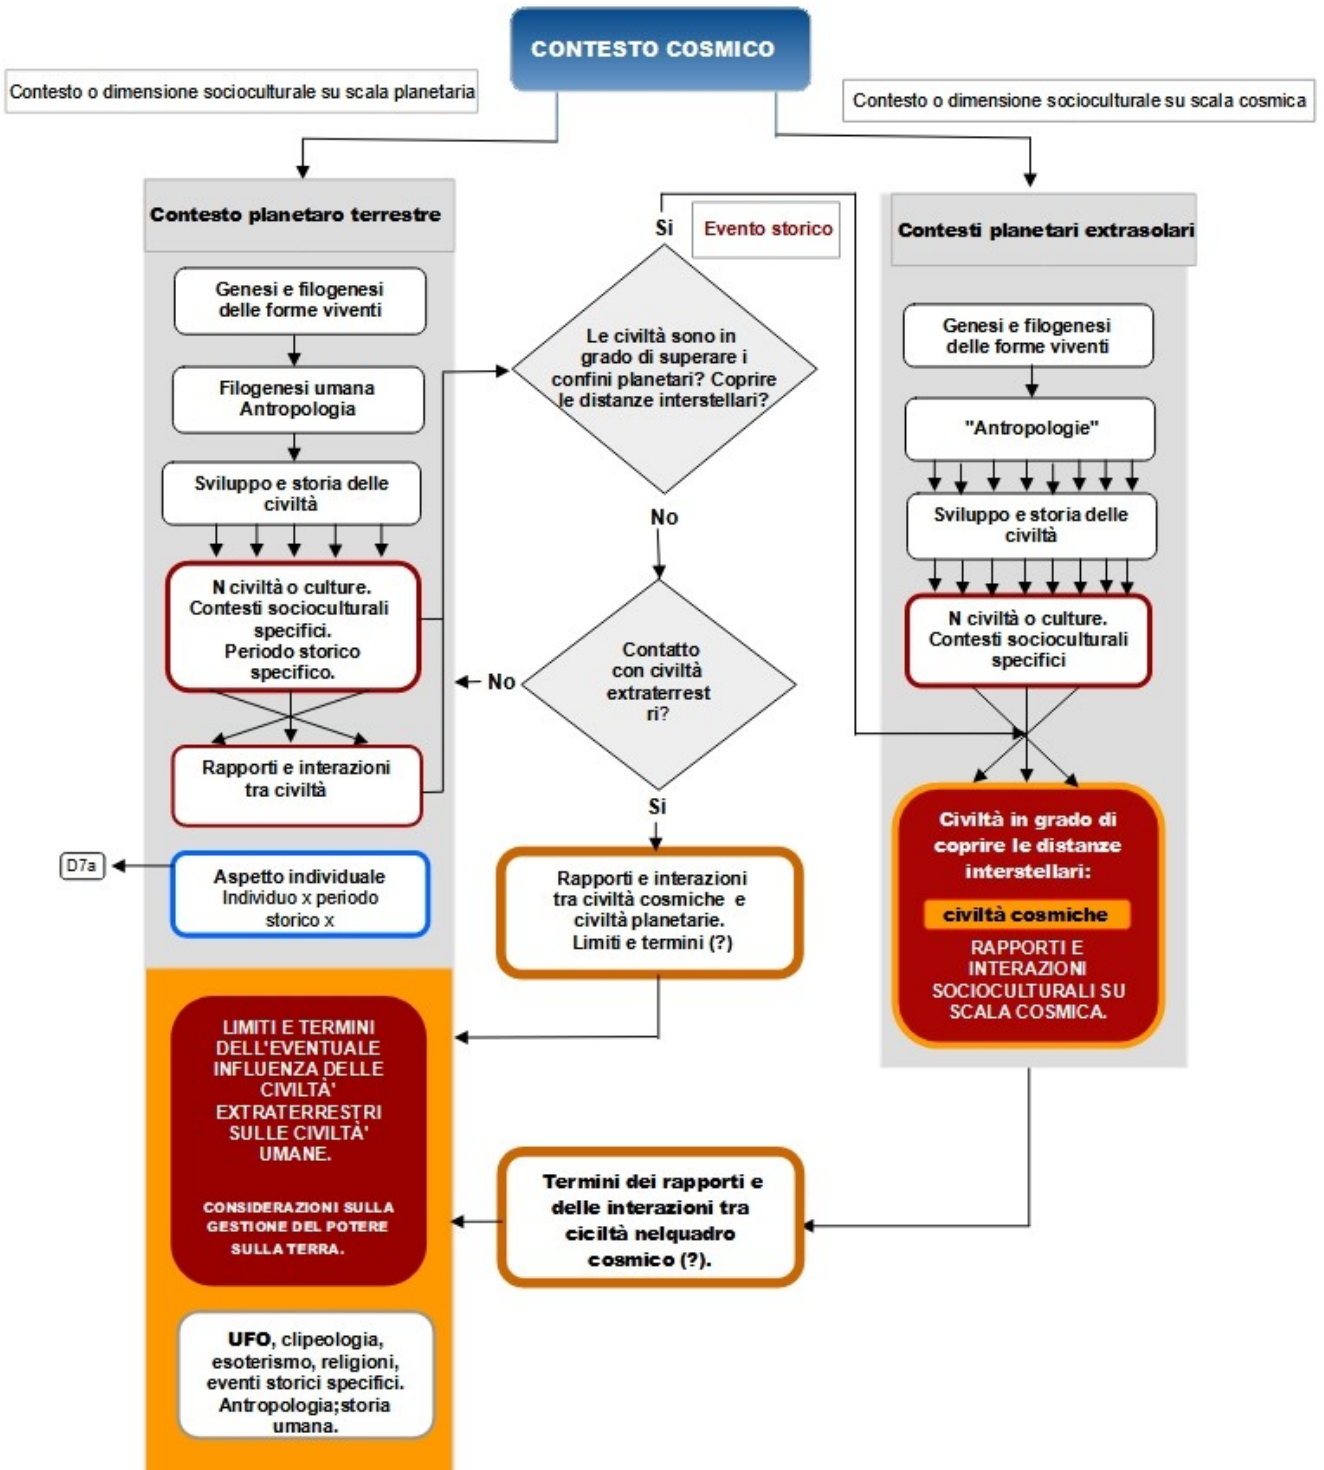 CONTESTO COSMICO
Contesto o dimensione socioculturale su scala planetaria
Contesto o dimensione socioculturale su scala cosmica
Contesto planetaro terrestre
Genesi e filogenesi
delle forme viventi
Filogenesi umana
Antropologia
Sviluppo e storia delle
civiltà
N civiltà o culture.
Contesti socioculturali
specifici.
Periodo storico
specifico.
Rapporti e interazioni
tra civiltà
D7a
Aspetto individuale
Individuo x periodo
storico x
LIMITI E TERMINI
DELL'EVENTUALE
INFLUENZA DELLE
CIVILTÀ'
EXTRATERRESTRI
SULLE CIVILTÀ'
UMANE.
CONSIDERAZIONI SULLA
GESTIONE DEL POTERE
SULLA TERRA.
UFO, clipeologia,
esoterismo, religioni,
eventi storici specifici.
Antropologia;storia
umana.
Si
Evento storico
Le civiltà sono in
grado di superare i
confini planetari? Coprire
le distanze interstellari?
No
Contatto
con civiltà
extraterrest
ri?
No
Si
Rapporti e interazioni
tra civiltà cosmiche e
civiltà planetarie.
Limiti e termini (?)
Termini dei rapporti e
delle interazioni tra
ciciltà nelquadro
cosmico (?).
Contesti planetari extrasolari
Genesi e filogenesi
delle forme viventi
"Antropologie"
Sviluppo e storia delle
civiltà
N civiltà o culture.
Contesti socioculturali
specifici
Civiltà in grado di
coprire le distanze
interstellari:
civiltà cosmiche
RAPPORTI E
INTERAZIONI
SOCIOCULTURALI SU
SCALA COSMICA.